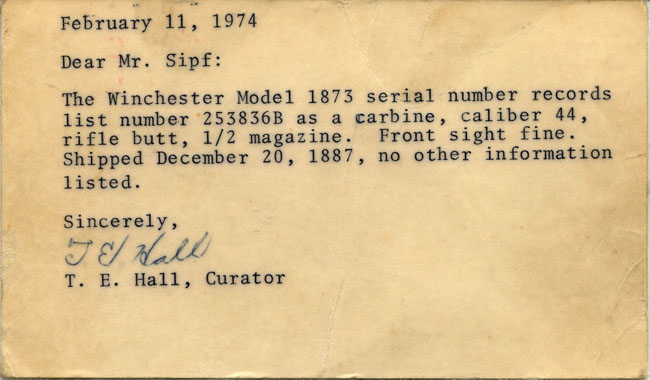 February 11, 1974
Dear Mr. Sipf:
The Winchester Model 1873 serial number records
list number 253836B as a carbine, caliber 44,
rifle butt, 1/2 magazine.  Front sight fine.
Shipped December 20, 1887, no other information
listed.
Sincerely,
T E Hall
T. E. Hall, Curator